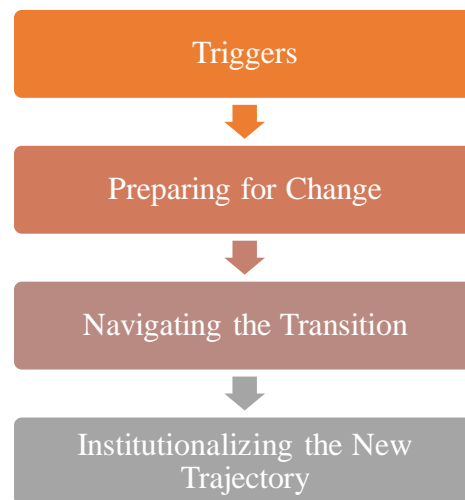 Triggers
Preparing for Change
Navigating the Transition
Institutionalizing the New
Trajectory